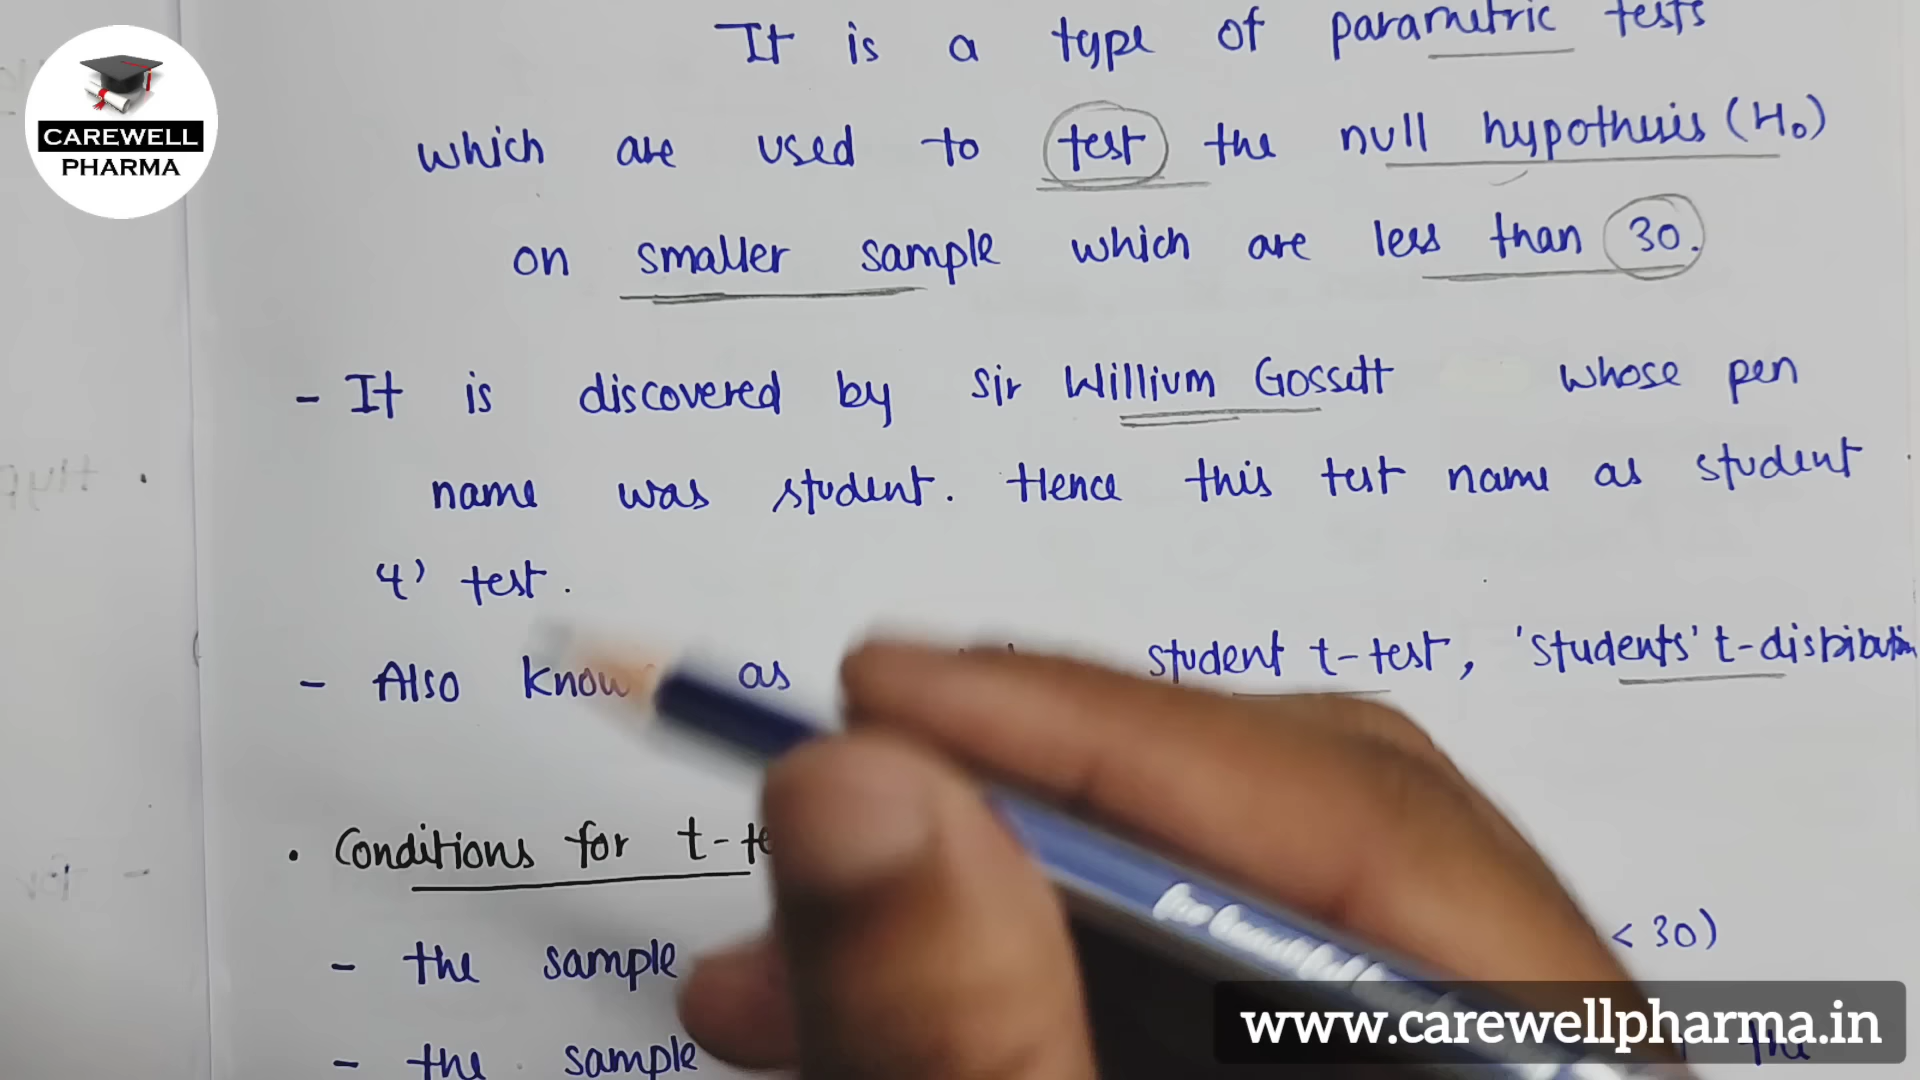 CAREWELL
PHARMA
It is a type of parametric tests
which are used to test the null hypothesis (H0)
on smaller sample which are less than 30.
- It is discovered by Sir Willium Gossett whose pen
name was student. Hence this test name as student
't' test.
- Also know as student t-test, 'students' t-distribution
• Conditions for t-te
- the sample < 30)
- the sample the
www.carewellpharma.in